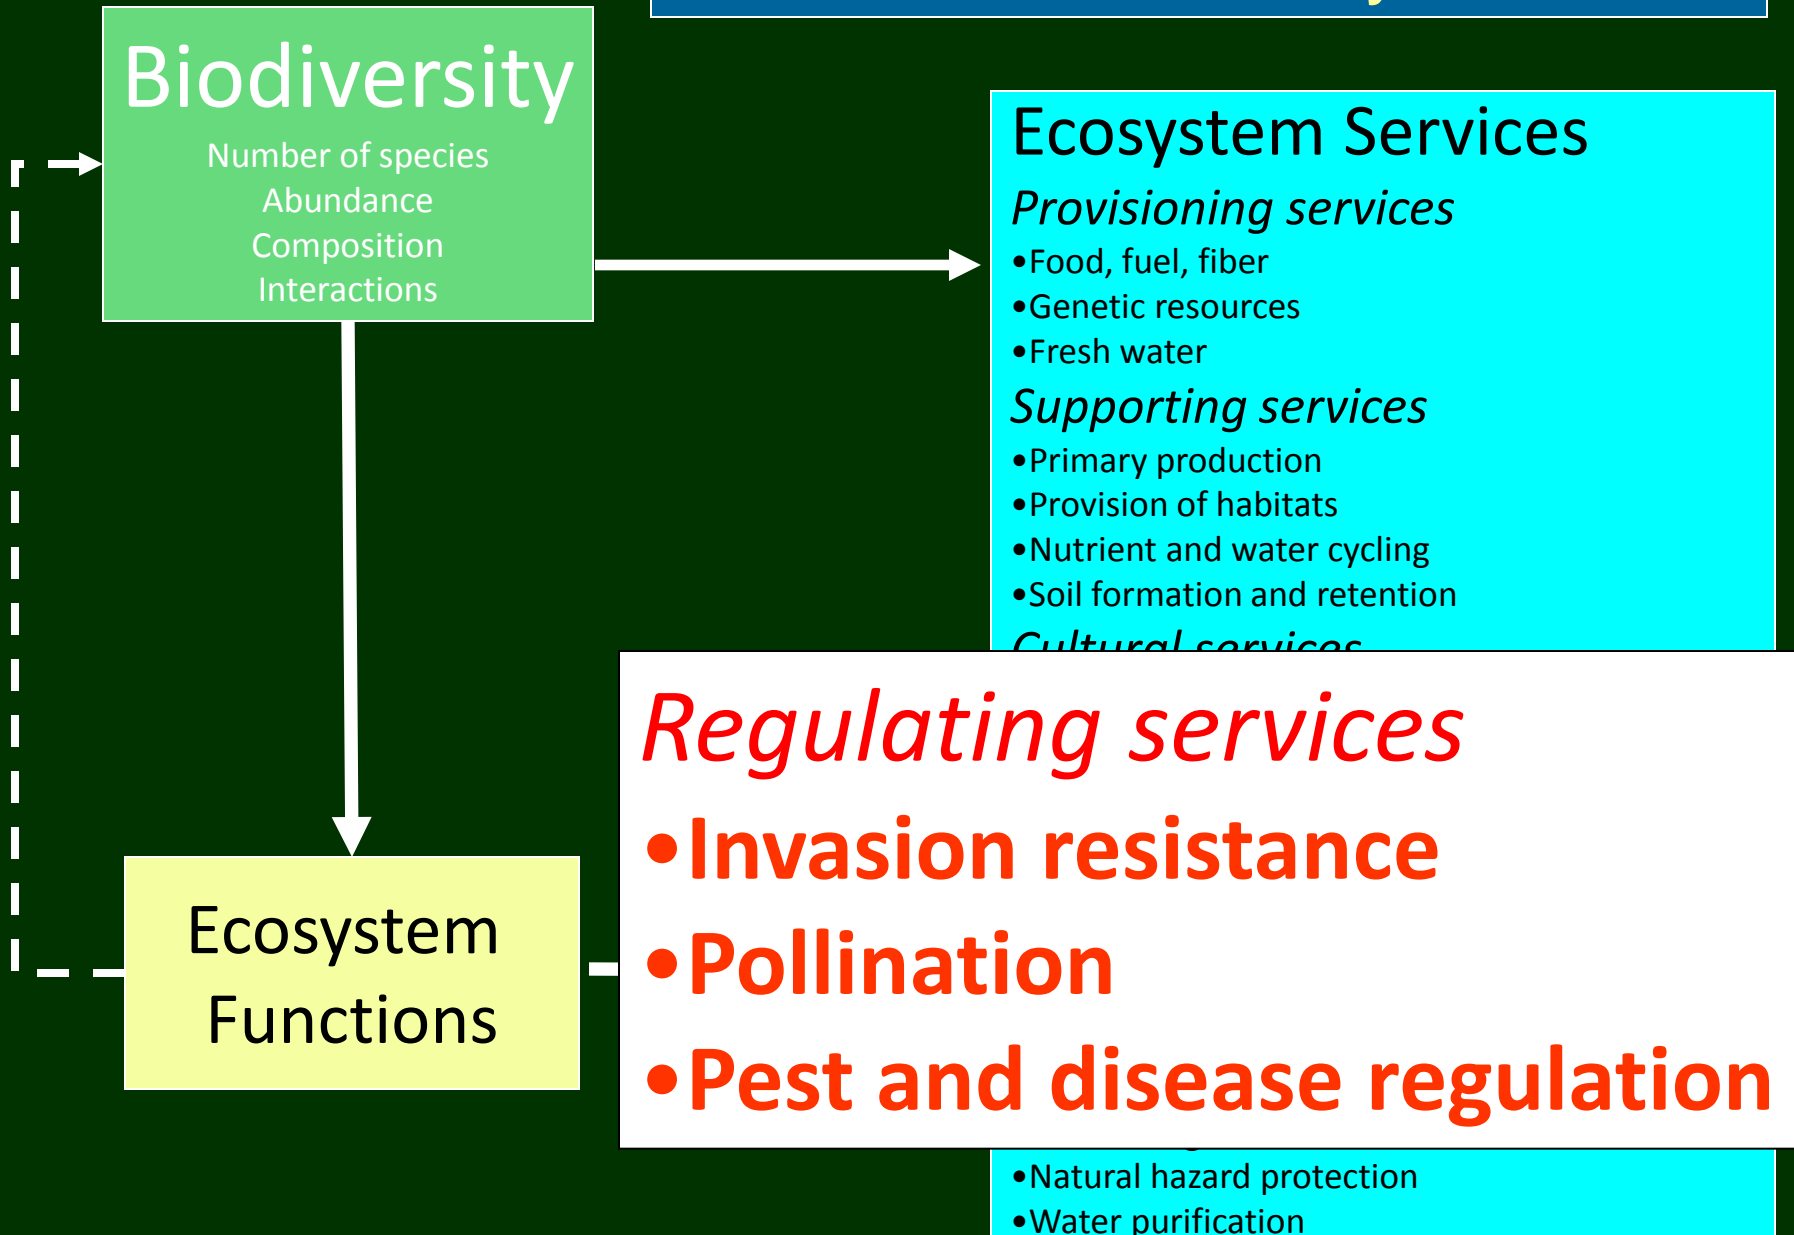 Biodiversity
Number of species
Abundance
Composition
Interactions
Ecosystem Services
Provisioning services
•Food, fuel, fiber
•Genetic resources
•Fresh water
Supporting services
•Primary production
•Provision of habitats
•Nutrient and water cycling
•Soil formation and retention
Cultural services
Regulating services
•Invasion resistance
•Pollination
•Pest and disease regulation
•Natural hazard protection
•Water purification
Ecosystem
Functions